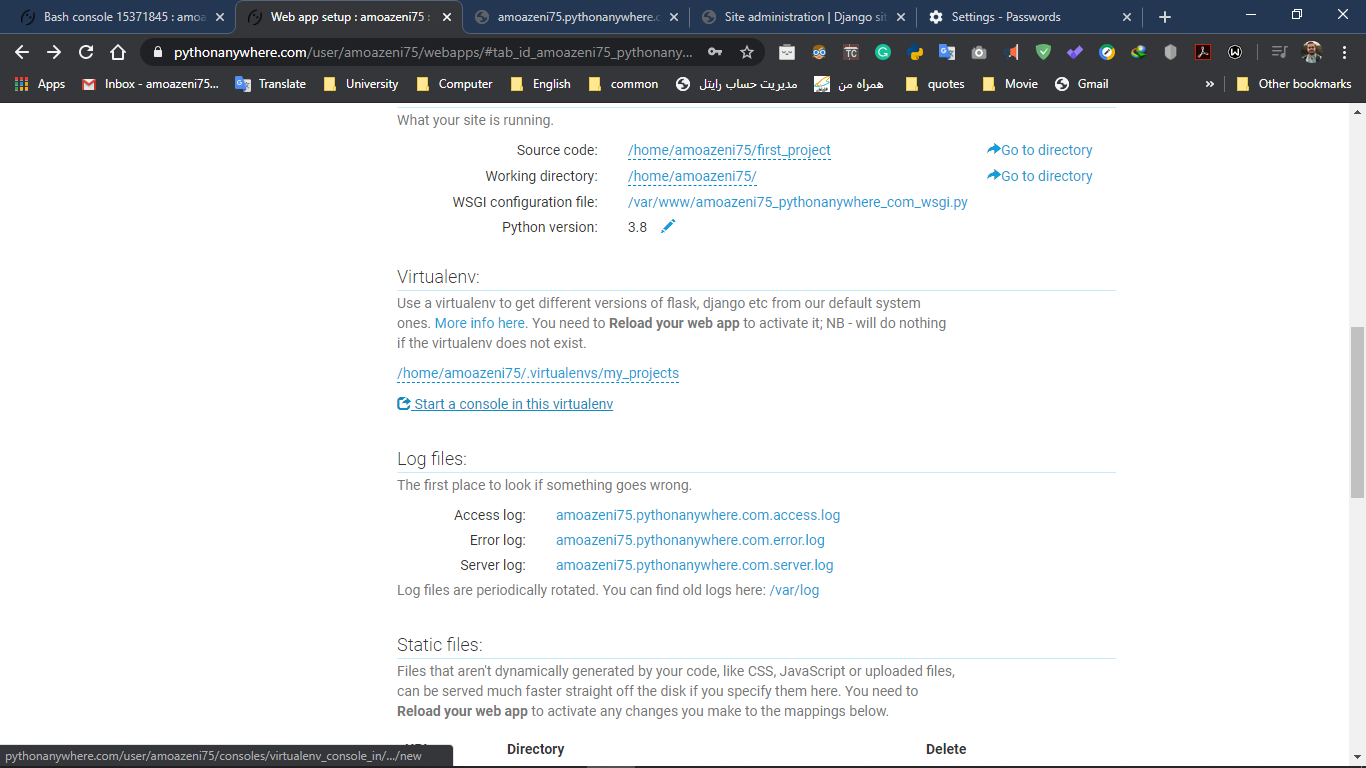 Bash console 15371845 : amoa
Web app setup : amoazeni75 :
amoazeni75.pythonanywhere.c
Site administration | Django sit
Settings - Passwords
pythonanywhere.com/user/amoazeni75/webapps/#tab_id_amoazeni75_pythonany...
Apps
Inbox - amoazeni75...
Translate
University
Computer
English
common
مدیریت حساب رایتل
همراه من
quotes
Movie
Gmail
»
Other bookmarks
What your site is running.
Source code: /home/amoazeni75/first_project Go to directory
Working directory: /home/amoazeni75/ Go to directory
WSGI configuration file: /var/www/amoazeni75_pythonanywhere_com_wsgi.py
Python version: 3.8
Virtualenv:
Use a virtualenv to get different versions of flask, django etc from our default system
ones. More info here. You need to Reload your web app to activate it; NB - will do nothing
if the virtualenv does not exist.
/home/amoazeni75/.virtualenvs/my_projects
Start a console in this virtualenv
Log files:
The first place to look if something goes wrong.
Access log: amoazeni75.pythonanywhere.com.access.log
Error log: amoazeni75.pythonanywhere.com.error.log
Server log: amoazeni75.pythonanywhere.com.server.log
Log files are periodically rotated. You can find old logs here: /var/log
Static files:
Files that aren't dynamically generated by your code, like CSS, JavaScript or uploaded files,
can be served much faster straight off the disk if you specify them here. You need to
Reload your web app to activate any changes you make to the mappings below.
Directory Delete
pythonanywhere.com/user/amoazeni75/consoles/virtualenv_console_in/.../new